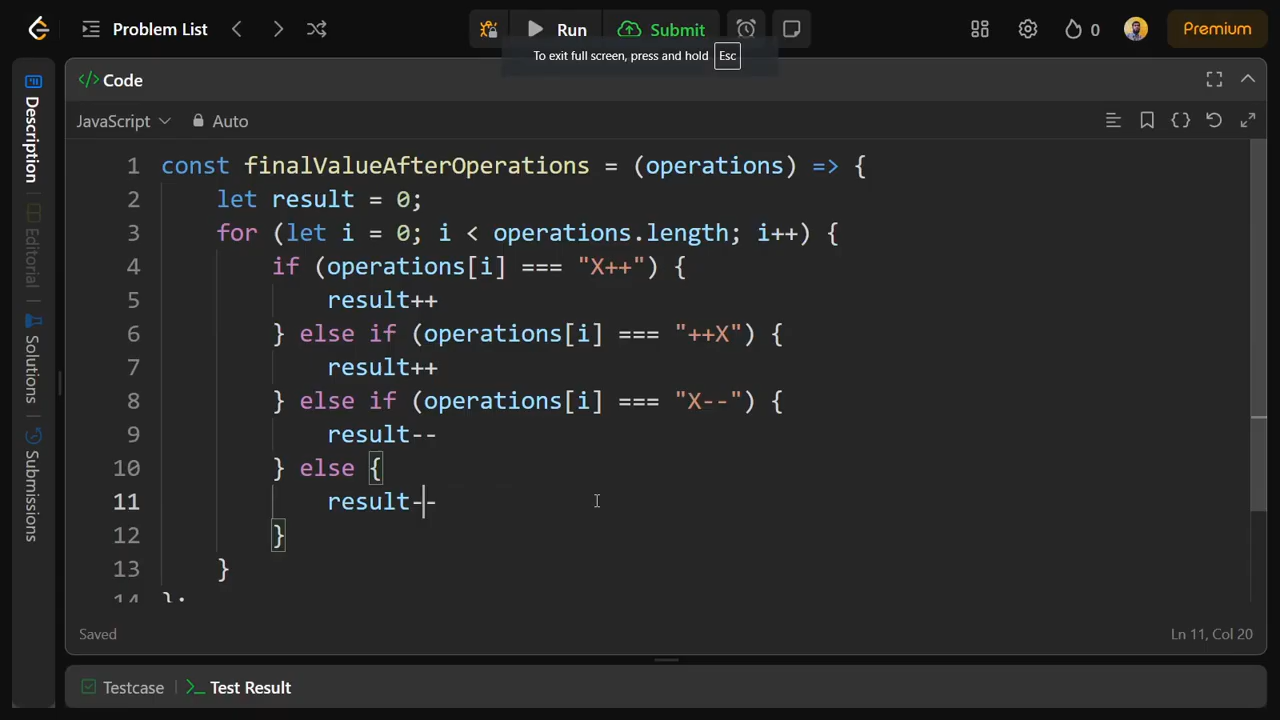 Problem List
Run
Submit
0
Premium
To exit full screen, press and hold Esc
Description
Editorial
Solutions
Submissions
</> Code
JavaScript
Auto
1 const finalValueAfterOperations = (operations) => {
2 let result = 0;
3 for (let i = 0; i < operations.length; i++) {
4 if (operations[i] === "X++") {
5 result++
6 } else if (operations[i] === "++X") {
7 result++
8 } else if (operations[i] === "X--") {
9 result--
10 } else {
11 result--
12 }
13 }
14 };
Saved
Ln 11, Col 20
Testcase
Test Result